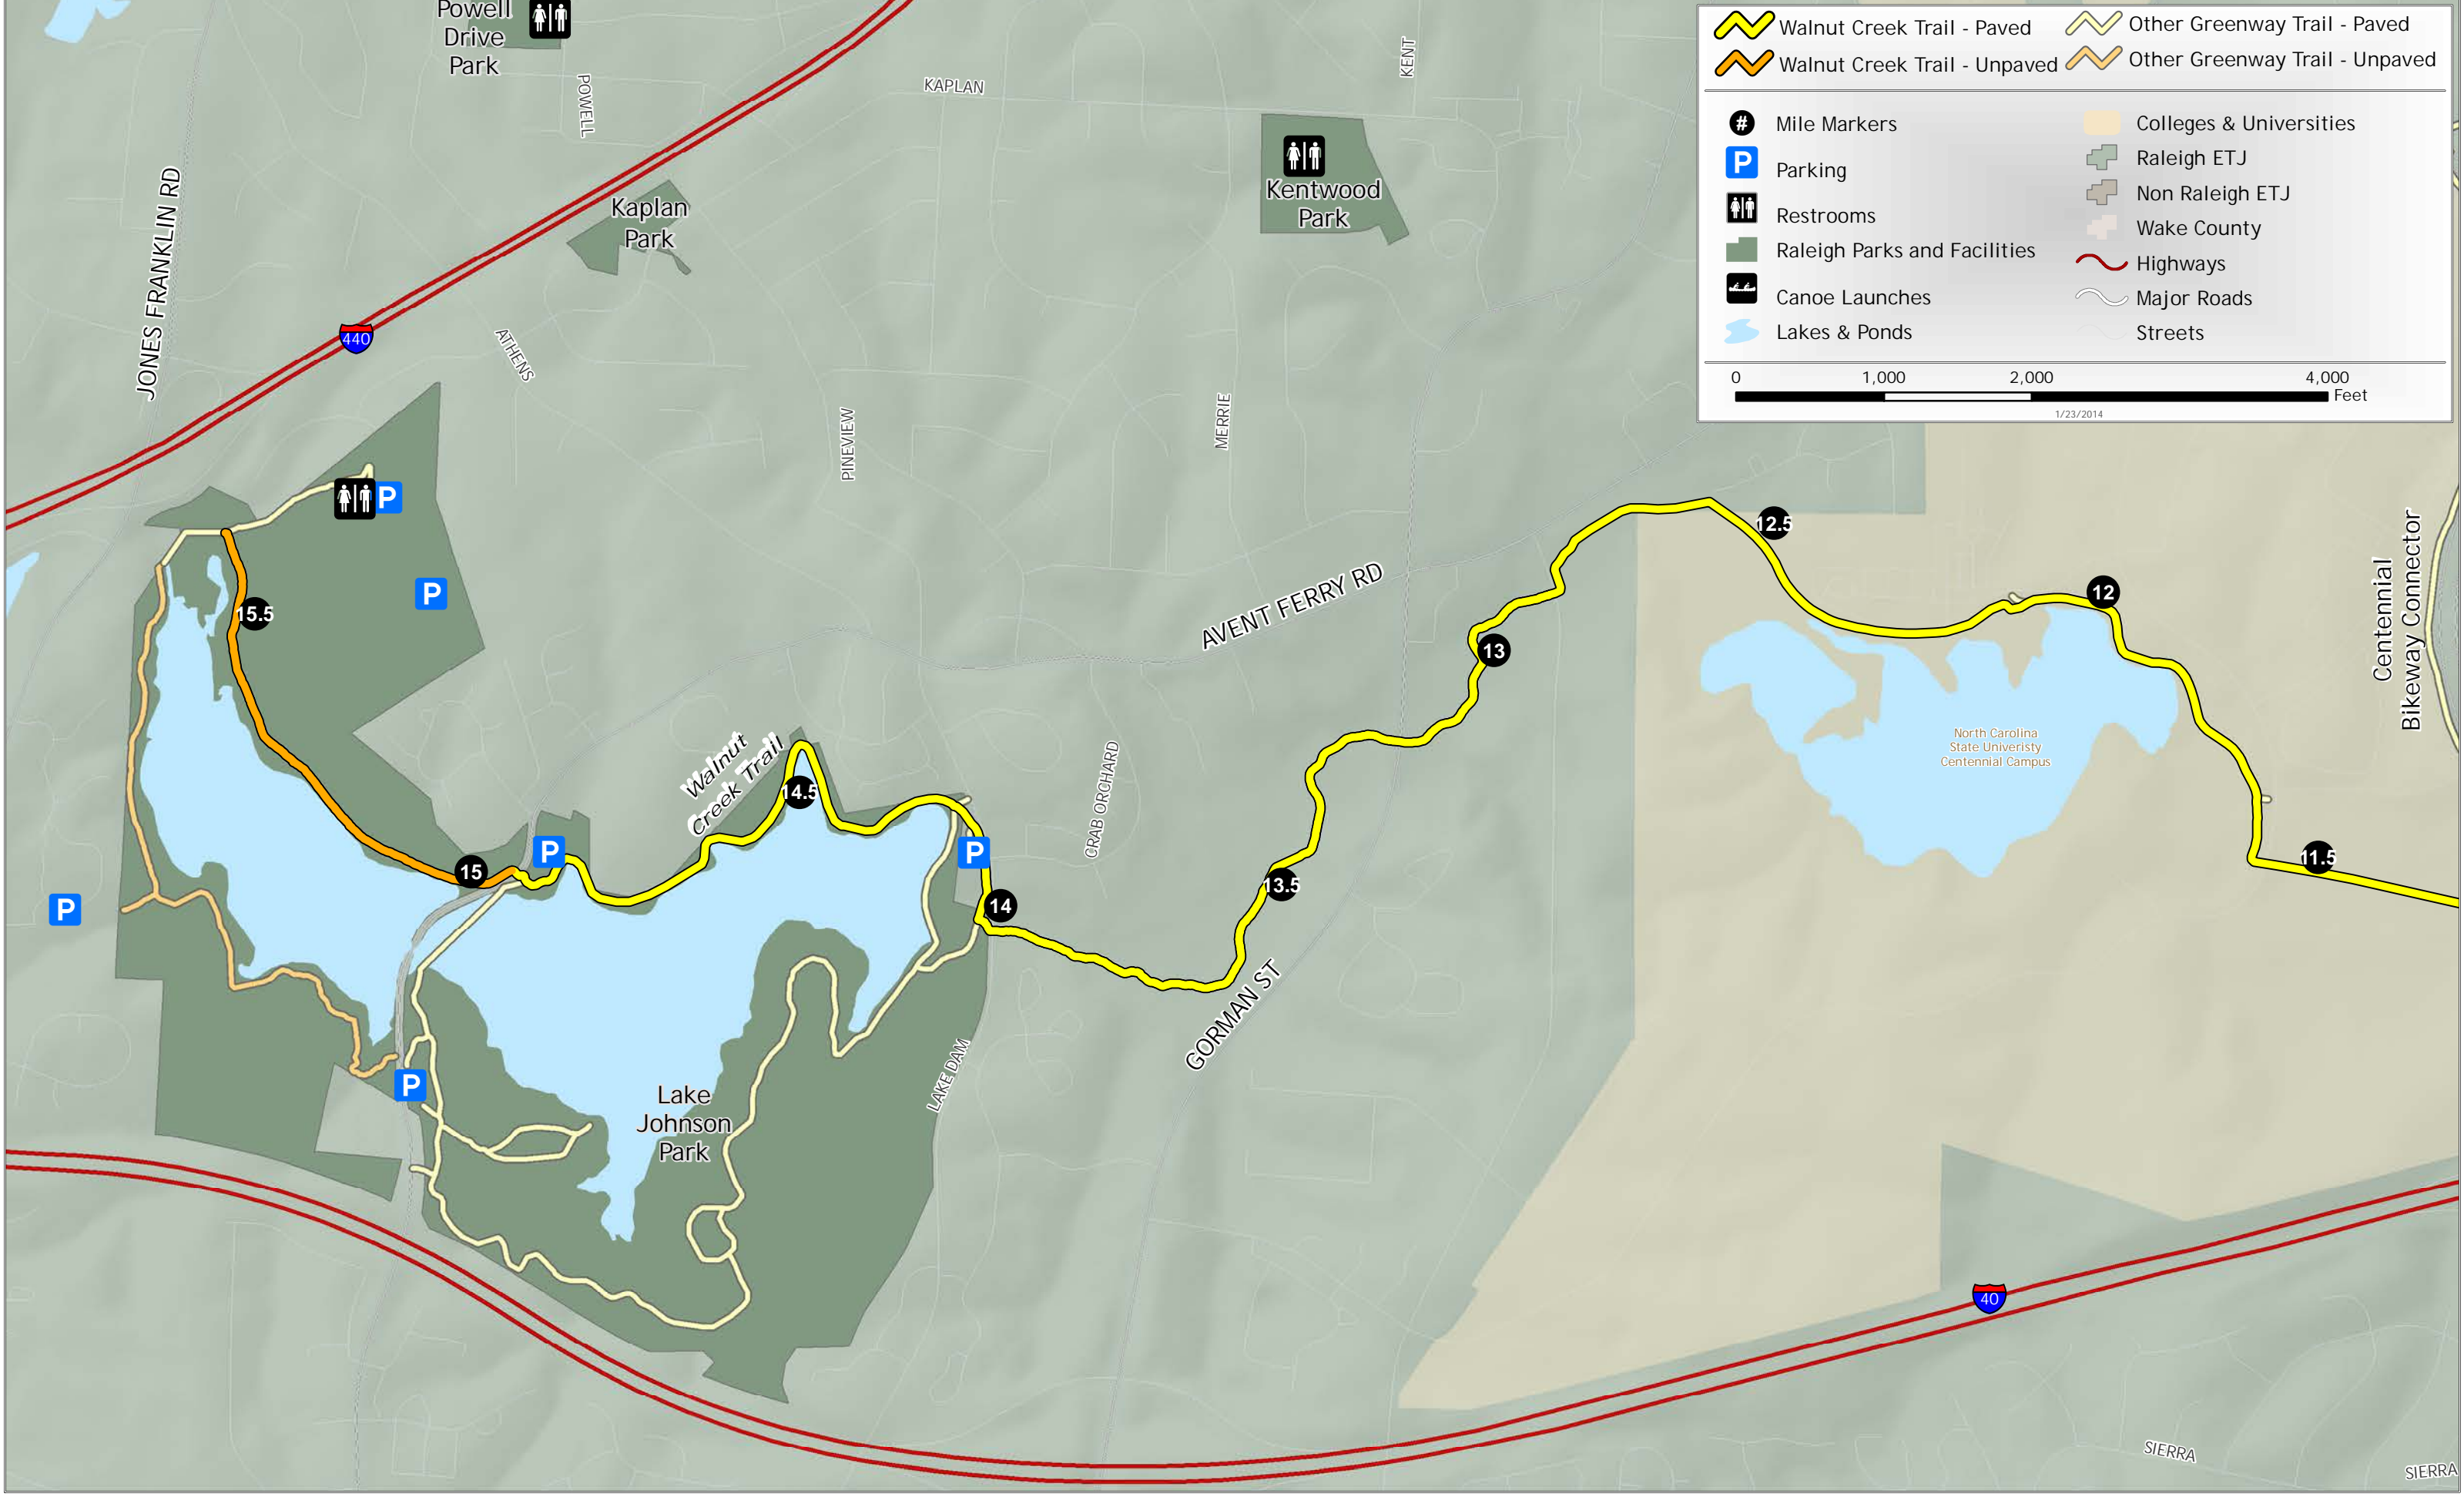 Powell
Drive
Park
POWELL
KAPLAN
KENT
JONES FRANKLIN RD
Kaplan
Park
Kentwood
Park
440
ATHENS
PINEVIEW
MERRIE
Walnut Creek Trail - Paved
Walnut Creek Trail - Unpaved
Other Greenway Trail - Paved
Other Greenway Trail - Unpaved
# Mile Markers
P Parking
Restrooms
Raleigh Parks and Facilities
Canoe Launches
Lakes & Ponds
Colleges & Universities
Raleigh ETJ
Non Raleigh ETJ
Wake County
Highways
Major Roads
Streets
0 1,000 2,000 4,000
Feet
1/23/2014
P
P
15.5
AVENT FERRY RD
12.5
12
13
Centennial
Bikeway Connector
North Carolina
State Univeristy
Centennial Campus
Walnut
Creek Trail
14.5
CRAB ORCHARD
P
15
P
14
13.5
11.5
P
GORMAN ST
P
LAKE DAM
Lake
Johnson
Park
40
SIERRA
SIERRA